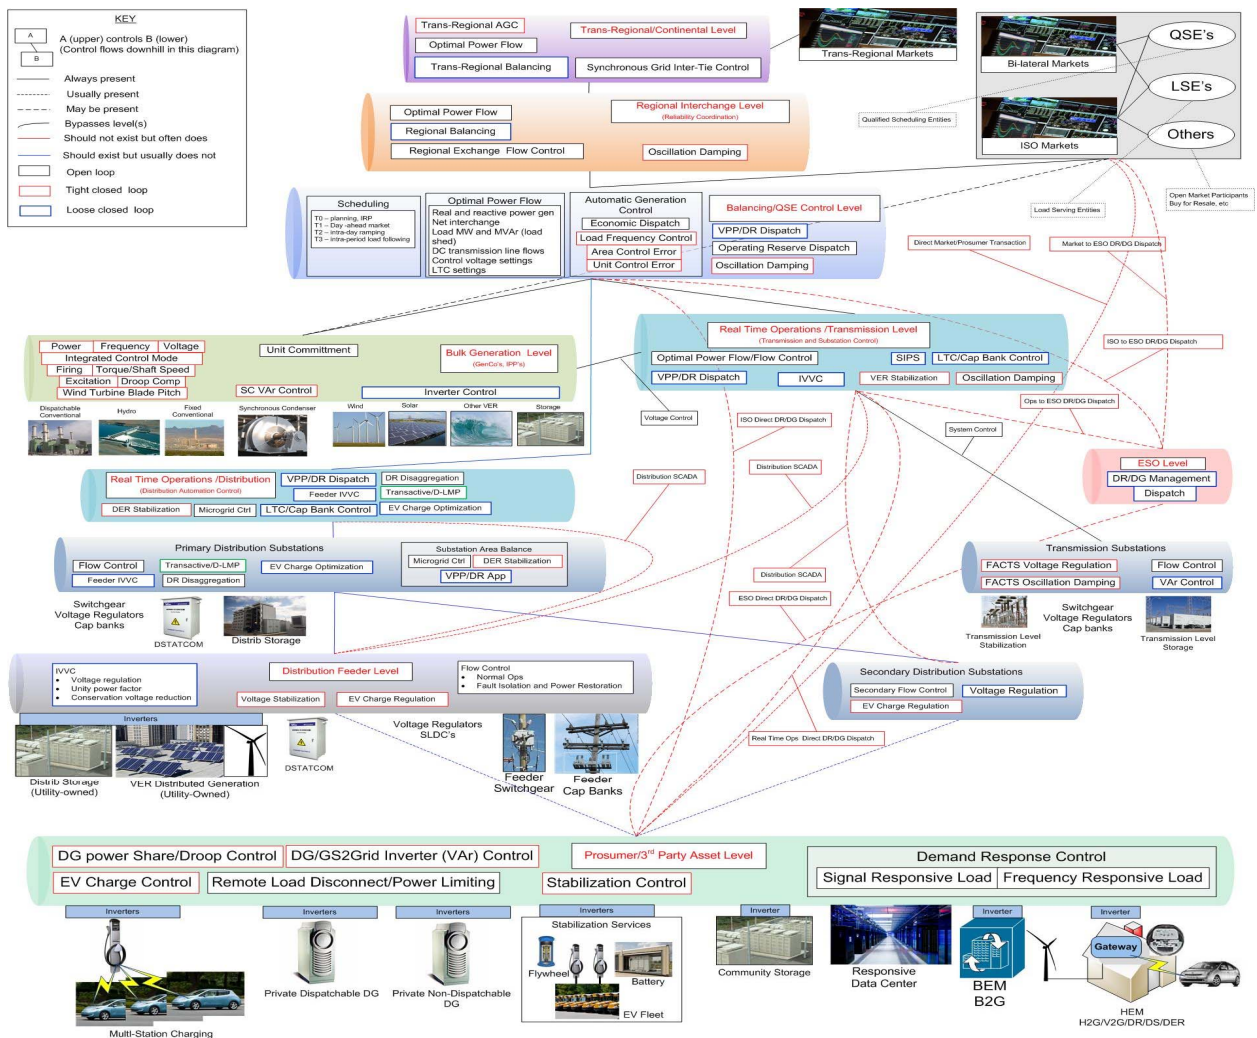 KEY
A
B
A (upper) controls B (lower)
(Control flows downhill in this diagram)
Always present
Usually present
May be present
Bypasses level(s)
Should not exist but often does
Should exist but usually does not
Open loop
Tight closed loop
Loose closed loop
Trans-Regional AGC
Trans-Regional/Continental Level
Optimal Power Flow
Trans-Regional Balancing
Synchronous Grid Inter-Tie Control
Trans-Regional Markets
Bi-lateral Markets
ISO Markets
QSE's
LSE's
Others
Qualified Scheduling Entities
Load Serving Entities
Open Market Participants
Buy for Resale, etc
Optimal Power Flow
Regional Interchange Level
(Reliability Coordination)
Regional Balancing
Regional Exchange Flow Control
Oscillation Damping
Scheduling
T0 – planning, IRP
T1 – Day -ahead market
T2 – intra-day ramping
T3 – intra-period load following
Optimal Power Flow
Real and reactive power gen
Net interchange
Load MW and MVAr (load
shed)
DC transmission line flows
Control voltage settings
LTC settings
Automatic Generation
Control
Economic Dispatch
Load Frequency Control
Area Control Error
Unit Control Error
Balancing/QSE Control Level
VPP/DR Dispatch
Operating Reserve Dispatch
Oscillation Damping
Direct Market/Prosumer Transaction
Market to ESO DR/DG Dispatch
ISO to ESO DR/DG Dispatch
Ops to ESO DR/DG Dispatch
Power
Frequency
Voltage
Integrated Control Mode
Firing
Torque/Shaft Speed
Excitation
Droop Comp
Wind Turbine Blade Pitch
Unit Committment
Bulk Generation Level
(GenCo's, IPP's)
SC VAr Control
Inverter Control
Dispatchable
Conventional
Hydro
Fixed
Conventional
Synchronous Condenser
Wind
Solar
Other VER
Storage
Real Time Operations /Transmission Level
(Transmission and Substation Control)
Optimal Power Flow/Flow Control
SIPS
LTC/Cap Bank Control
VPP/DR Dispatch
IVVC
VER Stabilization
Oscillation Damping
Voltage Control
ISO Direct DR/DG Dispatch
System Control
Distribution SCADA
Distribution SCADA
Distribution SCADA
ESO Direct DR/DG Dispatch
Real Time Ops Direct DR/DG Dispatch
ESO Level
DR/DG Management
Dispatch
Real Time Operations /Distribution
(Distribution Automation Control)
VPP/DR Dispatch
DR Disaggregation
Feeder IVVC
Transactive/D-LMP
DER Stabilization
Microgrid Ctrl
LTC/Cap Bank Control
EV Charge Optimization
Primary Distribution Substations
Flow Control
Transactive/D-LMP
EV Charge Optimization
Feeder IVVC
DR Disaggregation
Substation Area Balance
Microgrid Ctrl
DER Stabilization
VPP/DR App
Switchgear
Voltage Regulators
Cap banks
DSTATCOM
Distrib Storage
Transmission Substations
FACTS Voltage Regulation
Flow Control
FACTS Oscillation Damping
VAr Control
Transmission Level
Stabilization
Switchgear
Voltage Regulators
Cap banks
Transmission Level
Storage
IVVC
Voltage regulation
Unity power factor
Conservation voltage reduction
Distribution Feeder Level
Voltage Stabilization
EV Charge Regulation
Flow Control
Normal Ops
Fault Isolation and Power Restoration
Inverters
Distrib Storage
(Utility-owned)
VER Distributed Generation
(Utility-Owned)
DSTATCOM
Voltage Regulators
SLDC's
Feeder
Switchgear
Feeder
Cap Banks
Secondary Distribution Substations
Secondary Flow Control
Voltage Regulation
EV Charge Regulation
DG power Share/Droop Control
DG/GS2Grid Inverter (VAr) Control
Prosumer/3rd Party Asset Level
EV Charge Control
Remote Load Disconnect/Power Limiting
Stabilization Control
Demand Response Control
Signal Responsive Load
Frequency Responsive Load
Inverters
Multi-Station Charging
Inverters
Private Dispatchable DG
Inverters
Private Non-Dispatchable
DG
Inverters
Stabilization Services
Flywheel
Battery
EV Fleet
Inverter
Community Storage
Responsive
Data Center
Inverter
BEM
B2G
Inverter
Gateway
HEM
H2G/V2G/DR/DS/DER